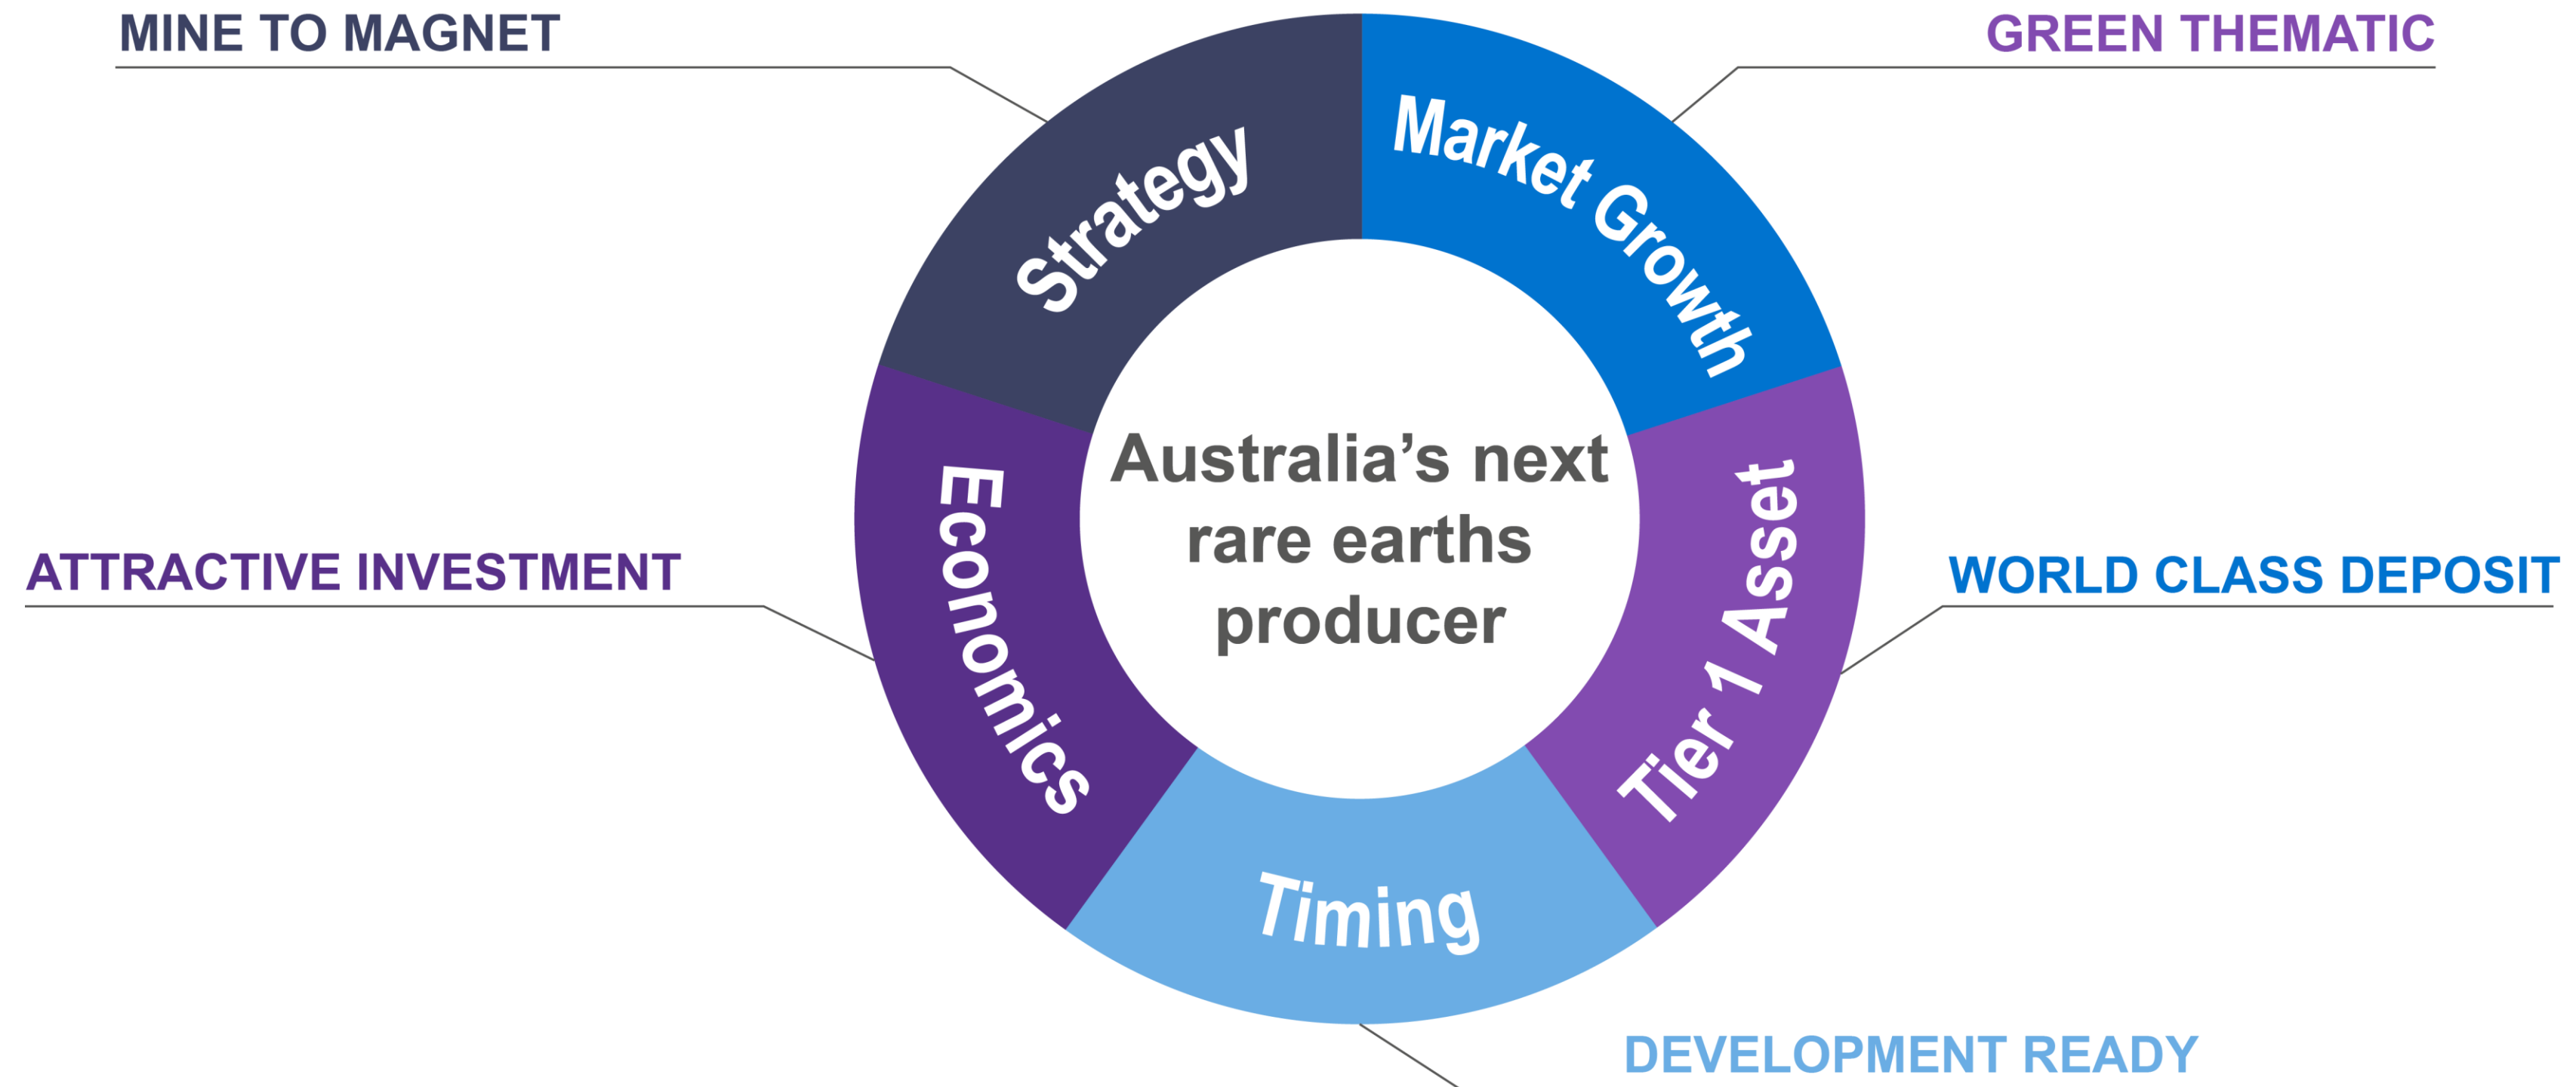 MINE TO MAGNET
GREEN THEMATIC
Strategy
Market Growth
Australia’s next
rare earths
producer
Economics
Tier 1 Asset
ATTRACTIVE INVESTMENT
WORLD CLASS DEPOSIT
Timing
DEVELOPMENT READY